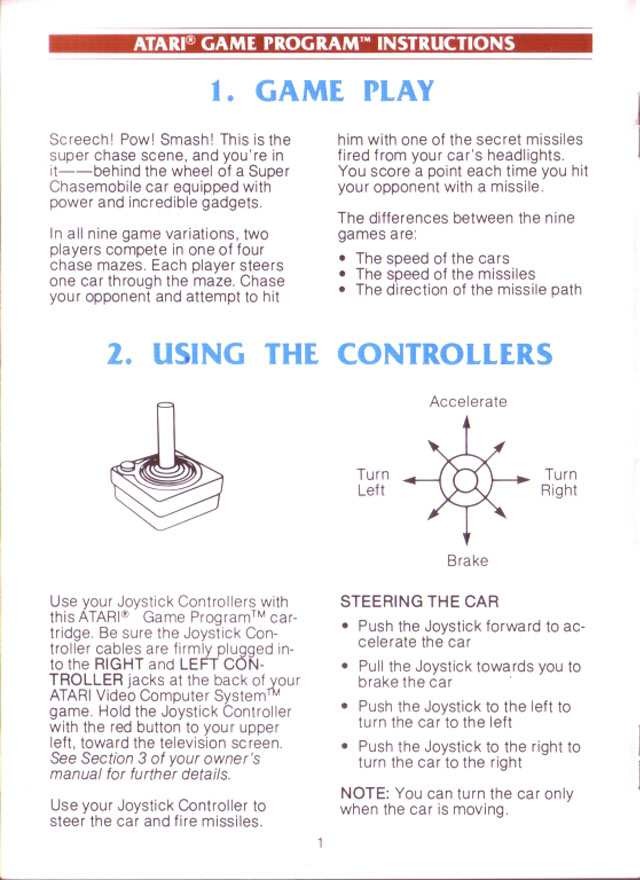 ATARI® GAME PROGRAM™ INSTRUCTIONS
1. GAME PLAY
Screech! Pow! Smash! This is the
super chase scene, and you're in
it——behind the wheel of a Super
Chasemobile car equipped with
power and incredible gadgets.
In all nine game variations, two
players compete in one of four
chase mazes. Each player steers
one car through the maze. Chase
your opponent and attempt to hit
him with one of the secret missiles
fired from your car's headlights.
You score a point each time you hit
your opponent with a missile.
The differences between the nine
games are:
• The speed of the cars
• The speed of the missiles
• The direction of the missile path
2. USING THE CONTROLLERS
Accelerate
Turn
Left
Turn
Right
Brake
Use your Joystick Controllers with
this ATARI® Game Program™ car-
tridge. Be sure the Joystick Con-
troller cables are firmly plugged in-
to the RIGHT and LEFT CON-
TROLLER jacks at the back of your
ATARI Video Computer System™
game. Hold the Joystick Controller
with the red button to your upper
left, toward the television screen.
See Section 3 of your owner's
manual for further details.
Use your Joystick Controller to
steer the car and fire missiles.
STEERING THE CAR
• Push the Joystick forward to ac-
celerate the car
• Pull the Joystick towards you to
brake the car
• Push the Joystick to the left to
turn the car to the left
• Push the Joystick to the right to
turn the car to the right
NOTE: You can turn the car only
when the car is moving.
1